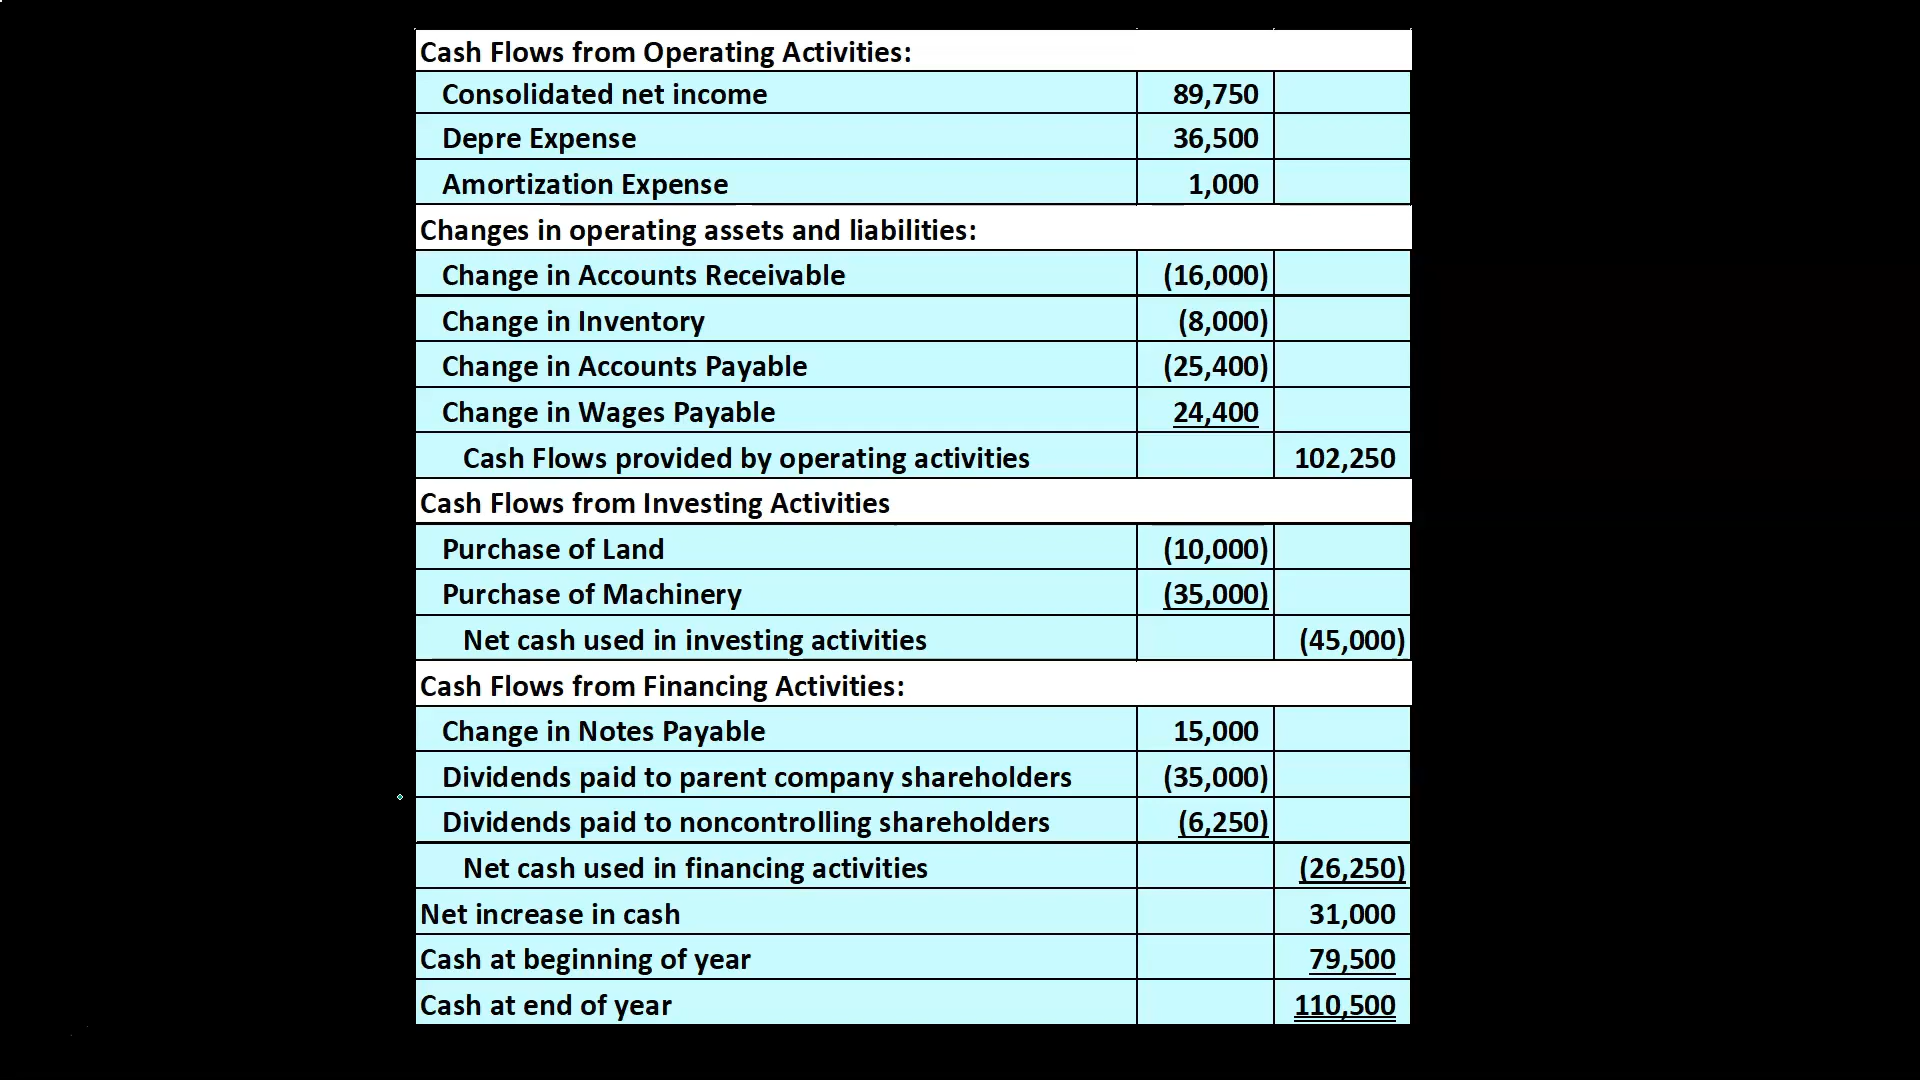 Cash Flows from Operating Activities:
Consolidated net income 89,750
Depre Expense 36,500
Amortization Expense 1,000
Changes in operating assets and liabilities:
Change in Accounts Receivable (16,000)
Change in Inventory (8,000)
Change in Accounts Payable (25,400)
Change in Wages Payable 24,400
Cash Flows provided by operating activities 102,250
Cash Flows from Investing Activities
Purchase of Land (10,000)
Purchase of Machinery (35,000)
Net cash used in investing activities (45,000)
Cash Flows from Financing Activities:
Change in Notes Payable 15,000
Dividends paid to parent company shareholders (35,000)
Dividends paid to noncontrolling shareholders (6,250)
Net cash used in financing activities (26,250)
Net increase in cash 31,000
Cash at beginning of year 79,500
Cash at end of year 110,500